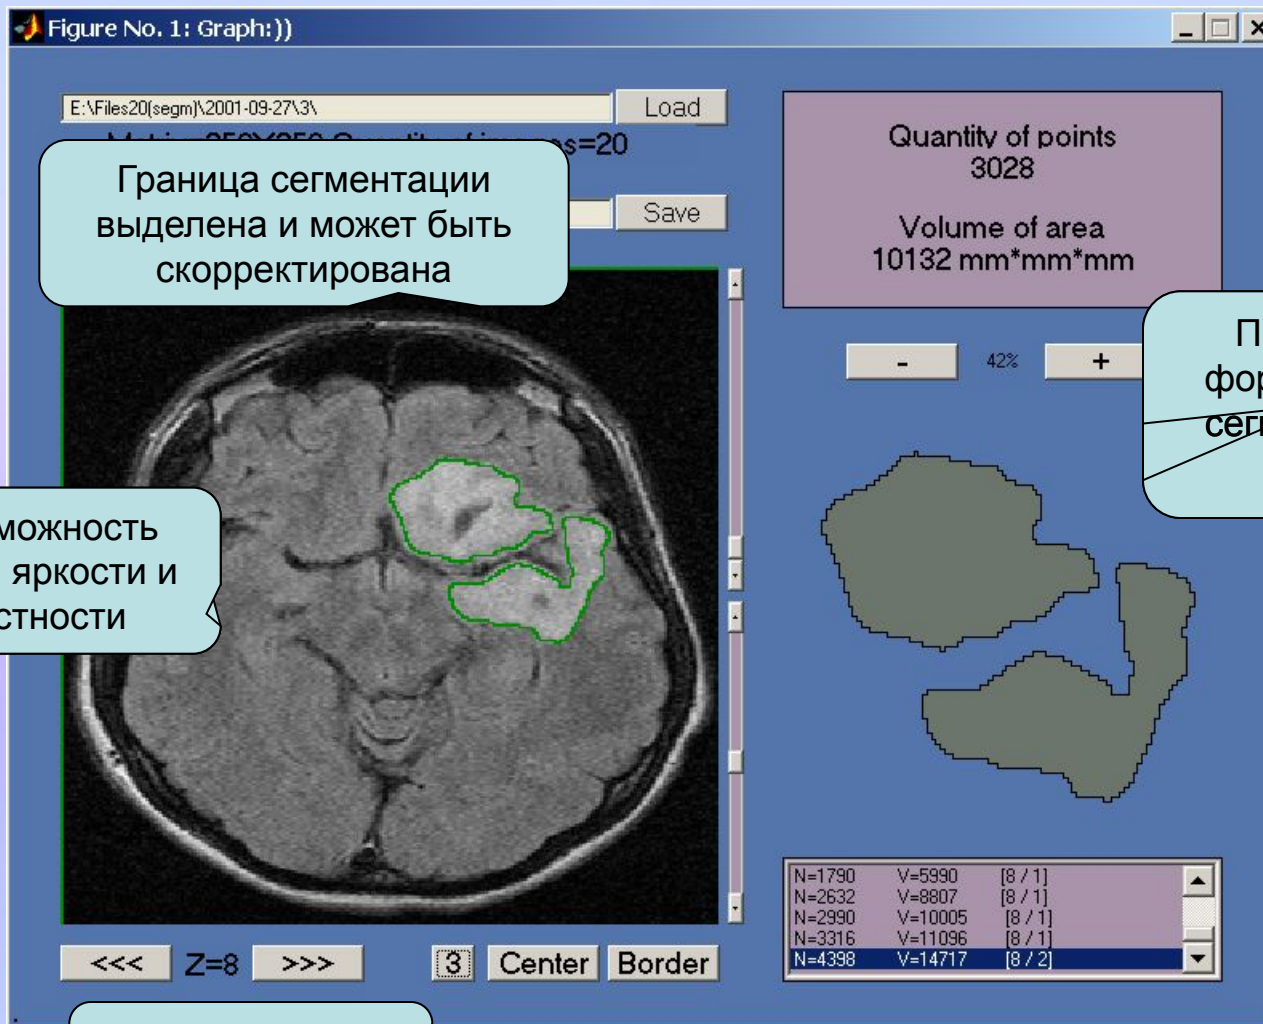 Figure No. 1: Graph:))
E:\Files20(segm)\2001-09-27\3\
Load
=20
Граница сегментации
выделена и может быть
скорректирована
Save
Quantity of points
3028
Volume of area
10132 mm*mm*mm
-
42%
+
яркости и
N=1790 V=5990 [8 / 1]
N=2632 V=8807 [8 / 1]
N=2990 V=10005 [8 / 1]
N=3316 V=11096 [8 / 1]
N=4398 V=14717 [8 / 2]
<<< Z=8 >>> 3 Center Border